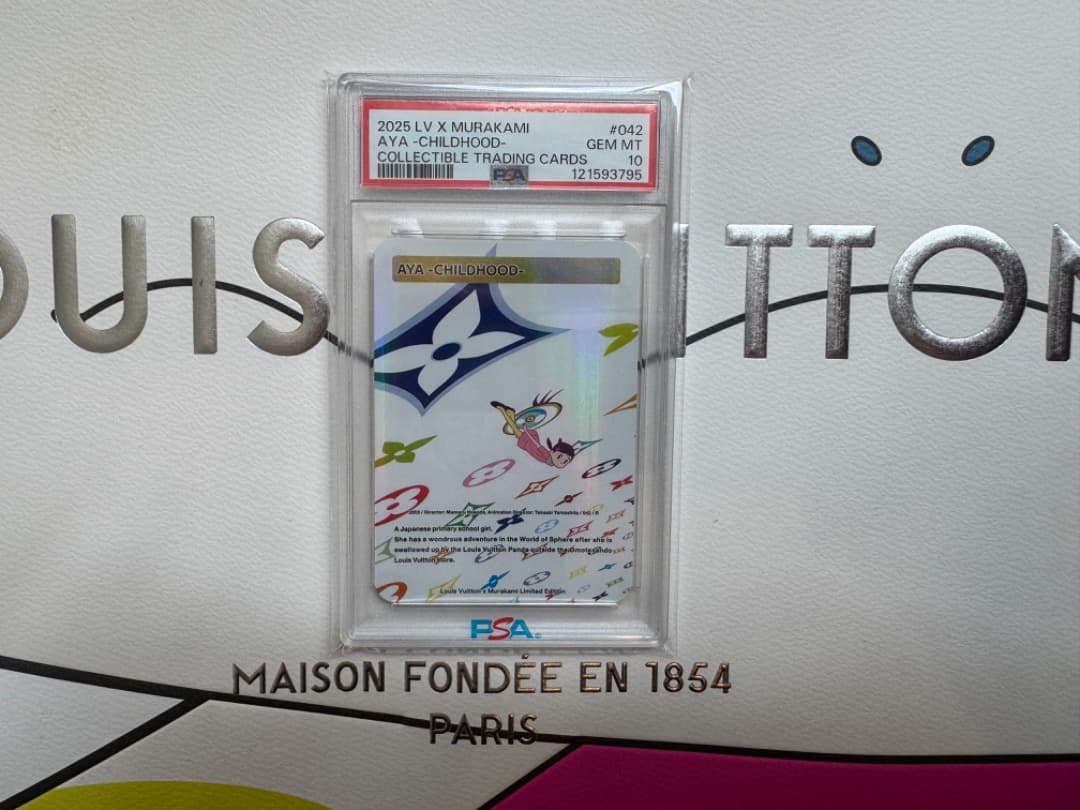 2025 LV X MURAKAMI #042
AYA -CHILDHOOD- GEM MT
COLLECTIBLE TRADING CARDS 10
PSA 121593795
OUIS TTON
AYA -CHILDHOOD-
A Japanese primary school girl.
She has a wondrous adventure in the World of Sphere after she is
swallowed up by the Louis Vuitton Panda outside the Omotesando
Louis Vuitton store.
Louis Vuitton x Murakami Limited Edition
PSA
MAISON FONDÉE EN 1854
PARIS